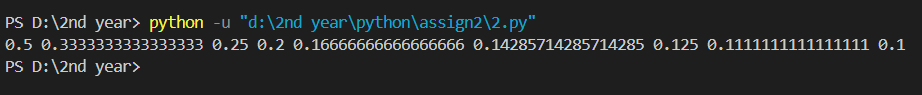 PS D:\2nd year> python -u "d:\2nd year\python\assign2\2.py"
0.5 0.3333333333333333 0.25 0.2 0.16666666666666666 0.14285714285714285 0.125 0.1111111111111111 0.1
PS D:\2nd year>